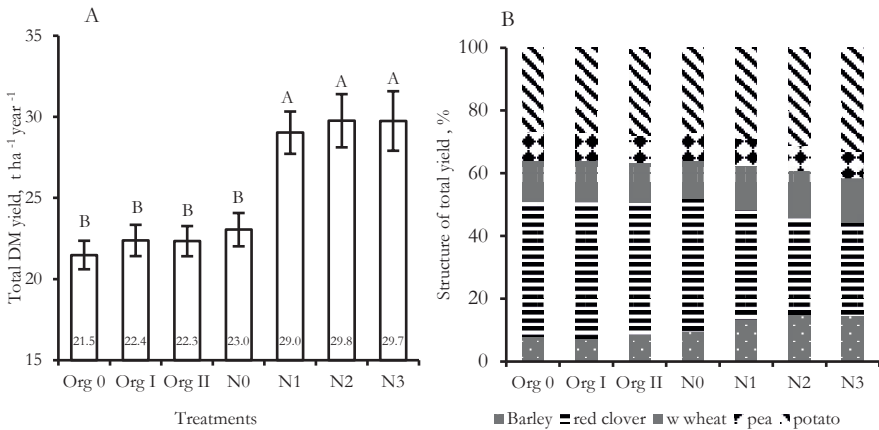 A
Total DM yield, t ha⁻¹ year⁻¹
35
30
25
20
15
B
B
B
B
A
A
A
21.5
22.4
22.3
23.0
29.0
29.8
29.7
Org 0 Org I Org II N0 N1 N2 N3
Treatments
B
Structure of total yield , %
100
80
60
40
20
0
Org 0 Org I Org II N0 N1 N2 N3
Barley red clover w wheat pea potato